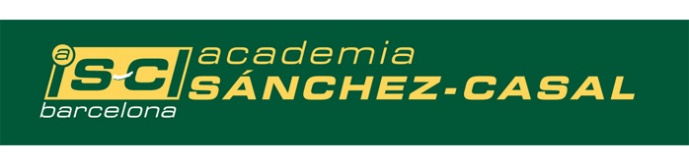 a
S-C
barcelona
academia
SÁNCHEZ-CASAL